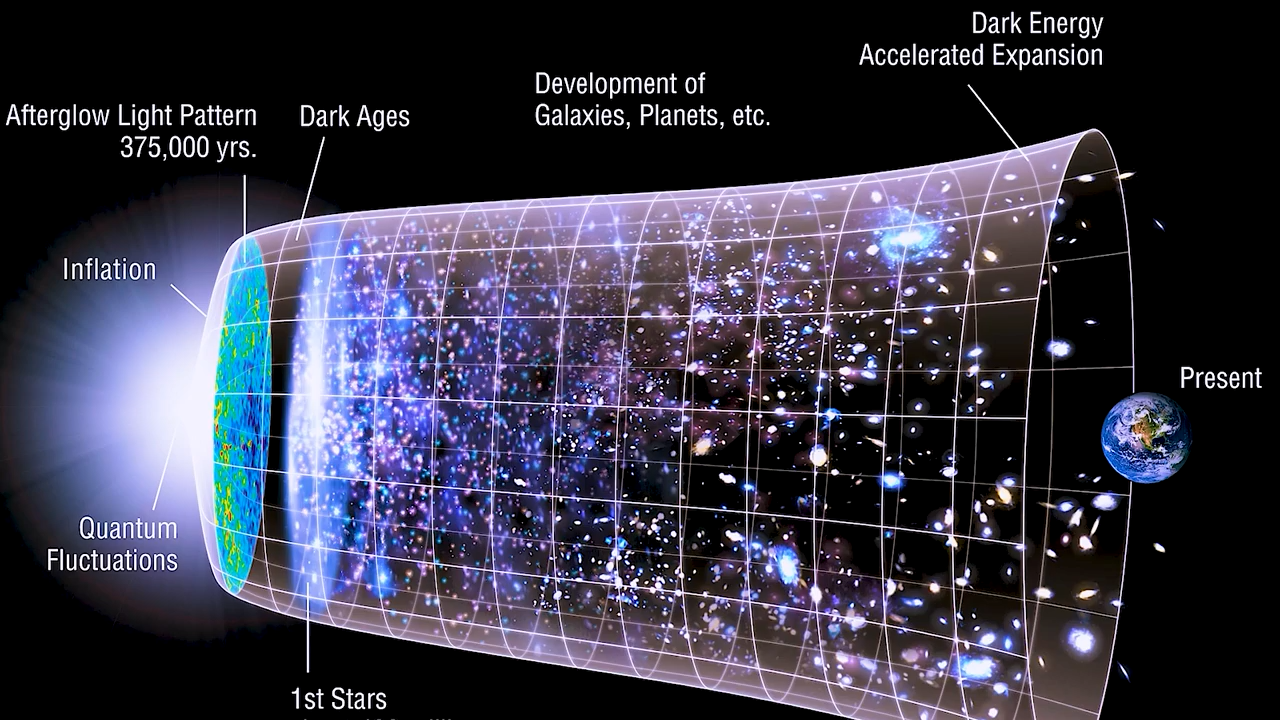 Dark Energy
Accelerated Expansion
Development of
Galaxies, Planets, etc.
Afterglow Light Pattern
375,000 yrs.
Dark Ages
Inflation
Present
Quantum
Fluctuations
1st Stars